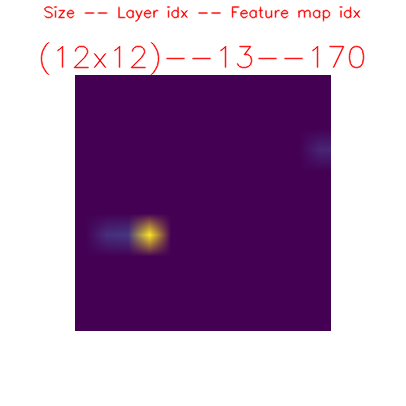 Size -- Layer idx -- Feature map idx
(12x12)--13--170